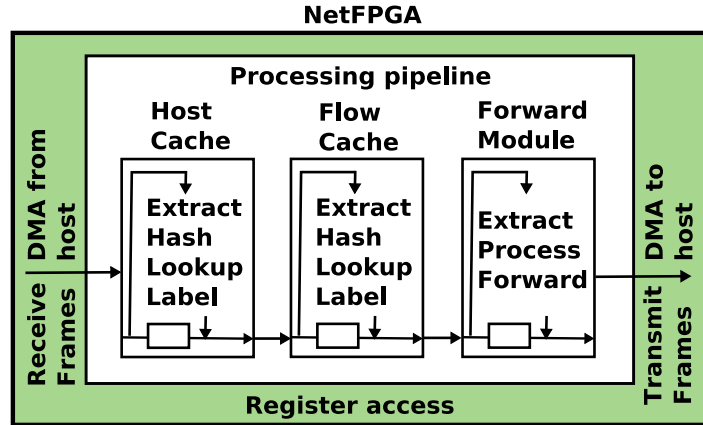 NetFPGA
Processing pipeline
Host
Cache
Flow
Cache
Forward
Module
DMA from
host
Receive
Frames
Extract
Hash
Lookup
Label
Extract
Hash
Lookup
Label
Extract
Process
Forward
DMA to
host
Transmit
Frames
Register access